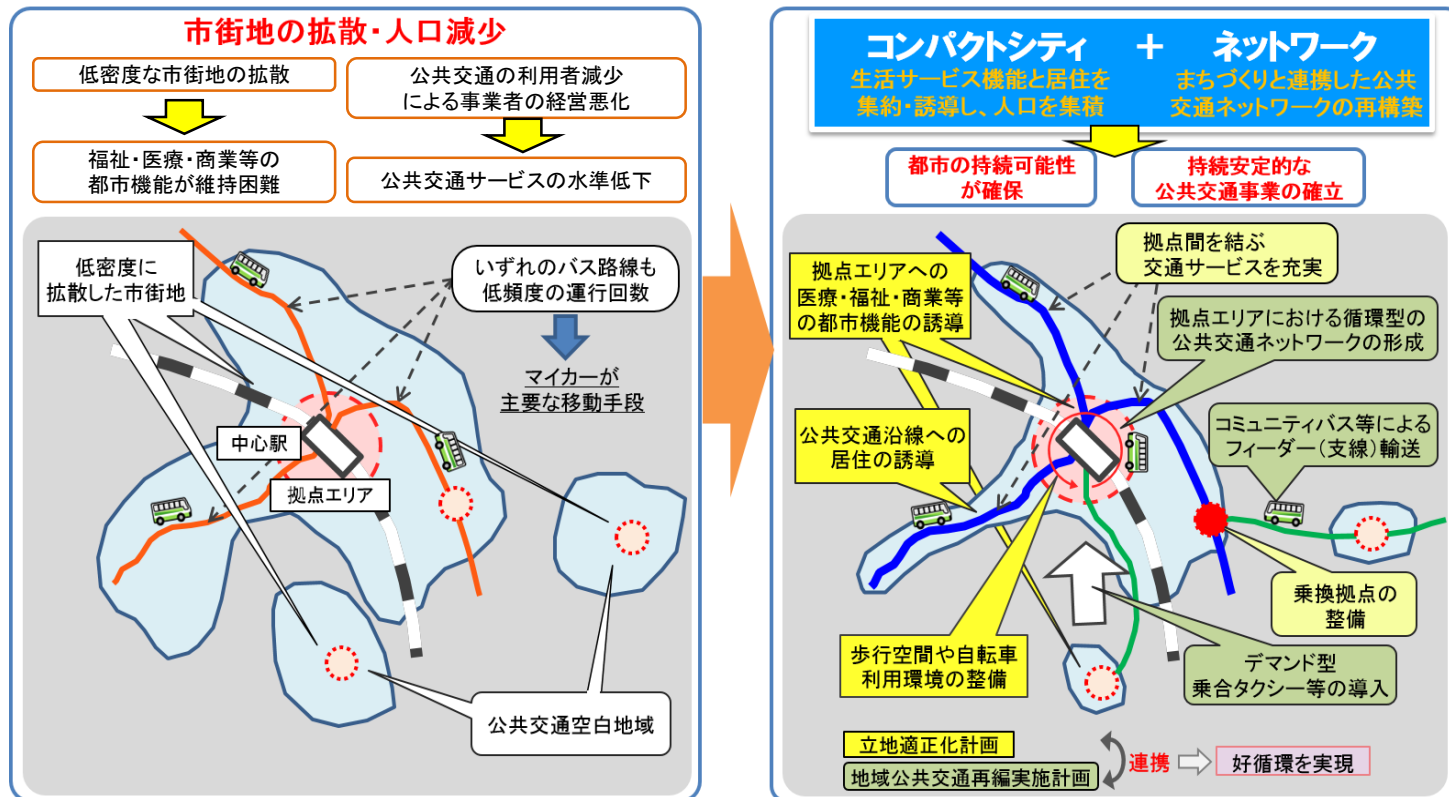 市街地の拡散・人口減少
低密度な市街地の拡散
公共交通の利用者減少
による事業者の経営悪化
福祉・医療・商業等の
都市機能が維持困難
公共交通サービスの水準低下
低密度に
拡散した市街地
いずれのバス路線も
低頻度の運行回数
マイカーが
主要な移動手段
中心駅
拠点エリア
公共交通空白地域
コンパクトシティ + ネットワーク
生活サービス機能と居住を
集約・誘導し、人口を集積
まちづくりと連携した公共
交通ネットワークの再構築
都市の持続可能性
が確保
持続安定的な
公共交通事業の確立
拠点エリアへの
医療・福祉・商業等
の都市機能の誘導
拠点間を結ぶ
交通サービスを充実
拠点エリアにおける循環型の
公共交通ネットワークの形成
公共交通沿線への
居住の誘導
コミュニティバス等による
フィーダー(支線)輸送
乗換拠点の
整備
歩行空間や自転車
利用環境の整備
デマンド型
乗合タクシー等の導入
立地適正化計画
地域公共交通再編実施計画
連携
好循環を実現